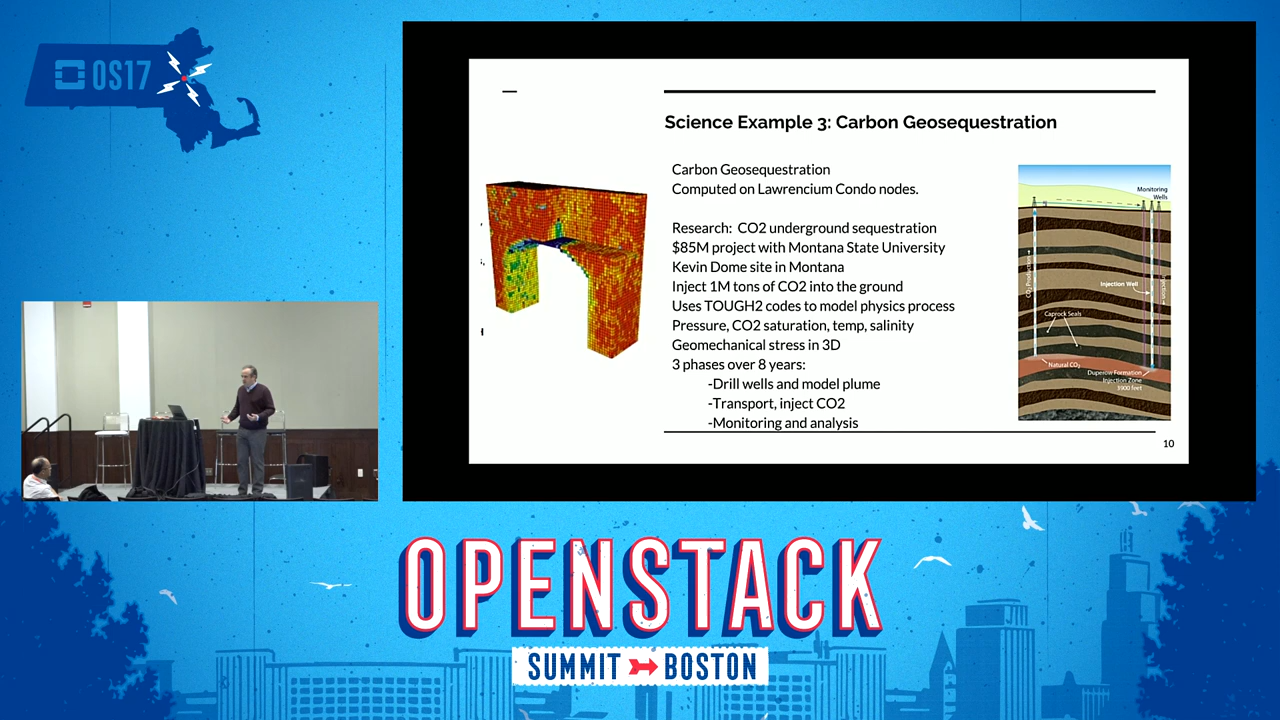 OS17
Science Example 3: Carbon Geosequestration
Carbon Geosequestration
Computed on Lawrencium Condo nodes.
Research: CO2 underground sequestration
$85M project with Montana State University
Kevin Dome site in Montana
Inject 1M tons of CO2 into the ground
Uses TOUGH2 codes to model physics process
Pressure, CO2 saturation, temp, salinity
Geomechanical stress in 3D
3 phases over 8 years:
-Drill wells and model plume
-Transport, inject CO2
-Monitoring and analysis
Monitoring
Wells
CO₂ Production
Injection Well
Caprock Seals
Natural CO₂
Duperow Formation
Injection Zone
3900 feet
10
OPENSTACK
SUMMIT BOSTON